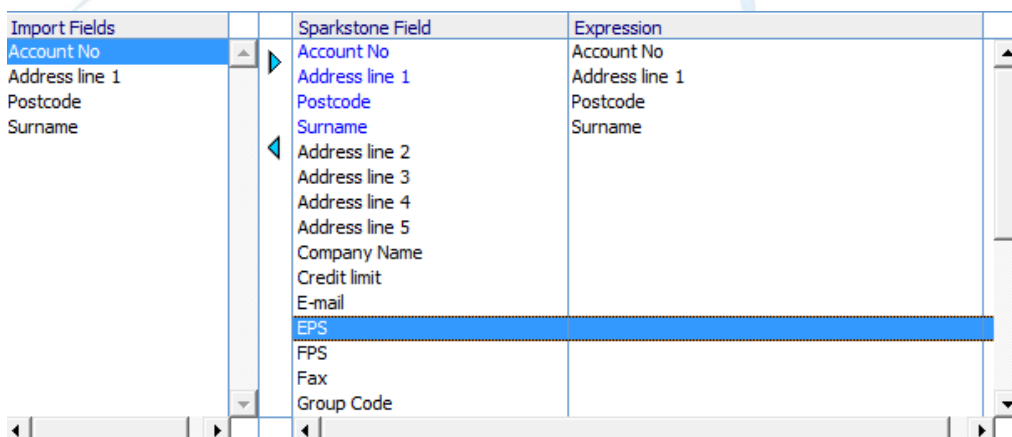 Import Fields Sparkstone Field Expression
Account No Account No Account No
Address line 1 Address line 1 Address line 1
Postcode Postcode Postcode
Surname Surname Surname
Address line 2
Address line 3
Address line 4
Address line 5
Company Name
Credit limit
E-mail
EPS
FPS
Fax
Group Code